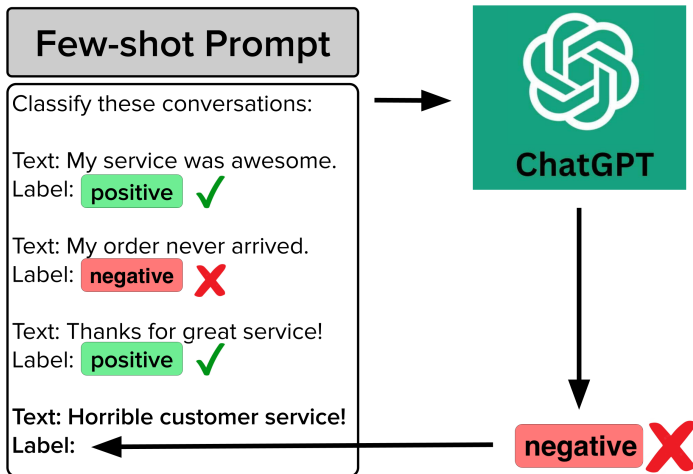 Few-shot Prompt
Classify these conversations:
Text: My service was awesome.
Label: positive
Text: My order never arrived.
Label: negative
Text: Thanks for great service!
Label: positive
Text: Horrible customer service!
Label:
ChatGPT
negative